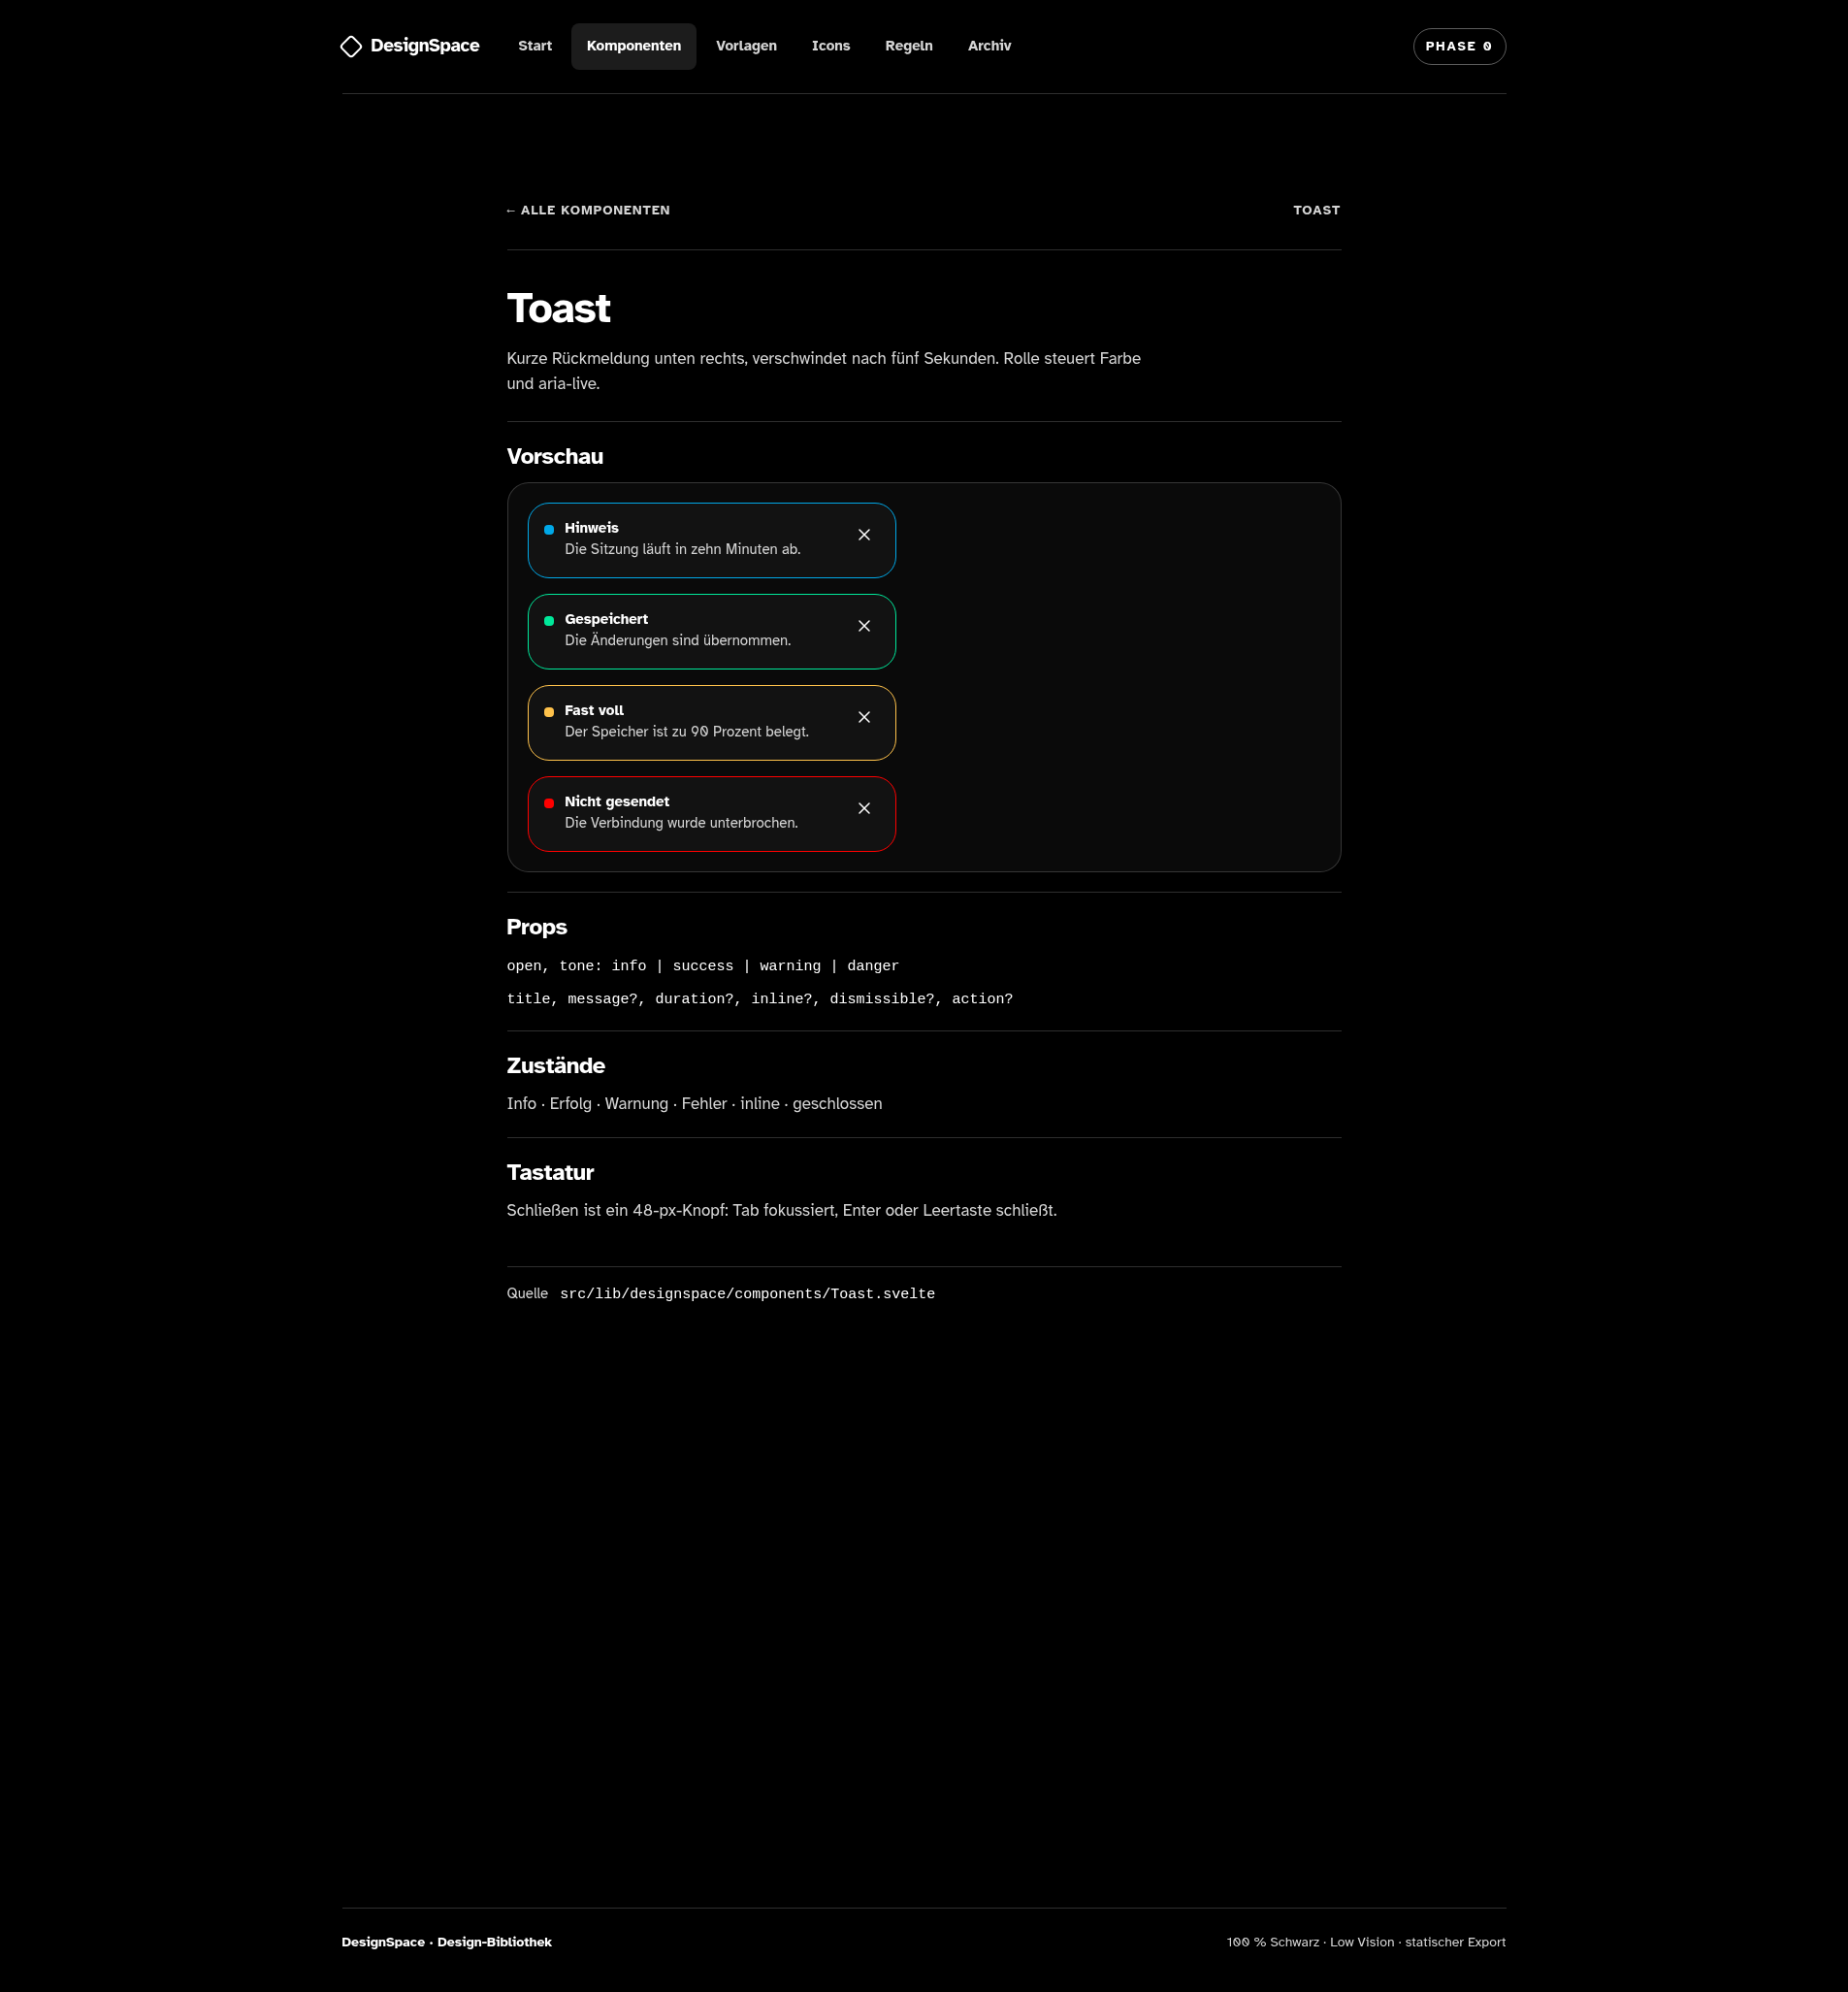 DesignSpace Start Komponenten Vorlagen Icons Regeln Archiv PHASE 0
← ALLE KOMPONENTEN TOAST
Toast
Kurze Rückmeldung unten rechts, verschwindet nach fünf Sekunden. Rolle steuert Farbe
und aria-live.
Vorschau
Hinweis
Die Sitzung läuft in zehn Minuten ab.
Gespeichert
Die Änderungen sind übernommen.
Fast voll
Der Speicher ist zu 90 Prozent belegt.
Nicht gesendet
Die Verbindung wurde unterbrochen.
Props
open, tone: info | success | warning | danger
title, message?, duration?, inline?, dismissible?, action?
Zustände
Info · Erfolg · Warnung · Fehler · inline · geschlossen
Tastatur
Schließen ist ein 48-px-Knopf: Tab fokussiert, Enter oder Leertaste schließt.
Quelle src/lib/designspace/components/Toast.svelte
DesignSpace · Design-Bibliothek 100 % Schwarz · Low Vision · statischer Export